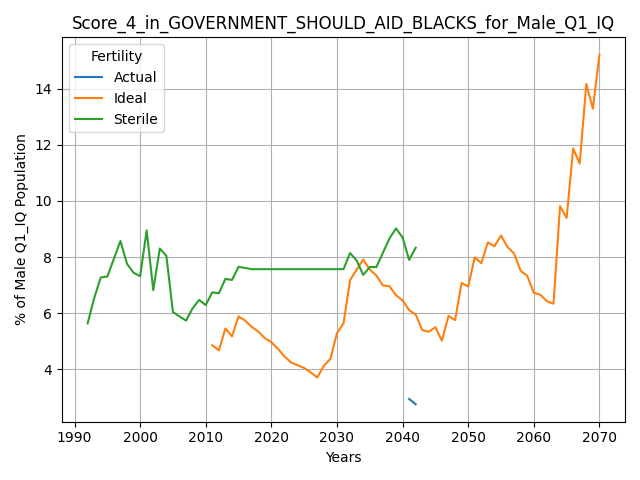 Score_4_in_GOVERNMENT_SHOULD_AID_BLACKS_for_Male_Q1_IQ
Fertility
Actual
Ideal
Sterile
% of Male Q1_IQ Population
14
12
10
8
6
4
1990 2000 2010 2020 2030 2040 2050 2060 2070
Years